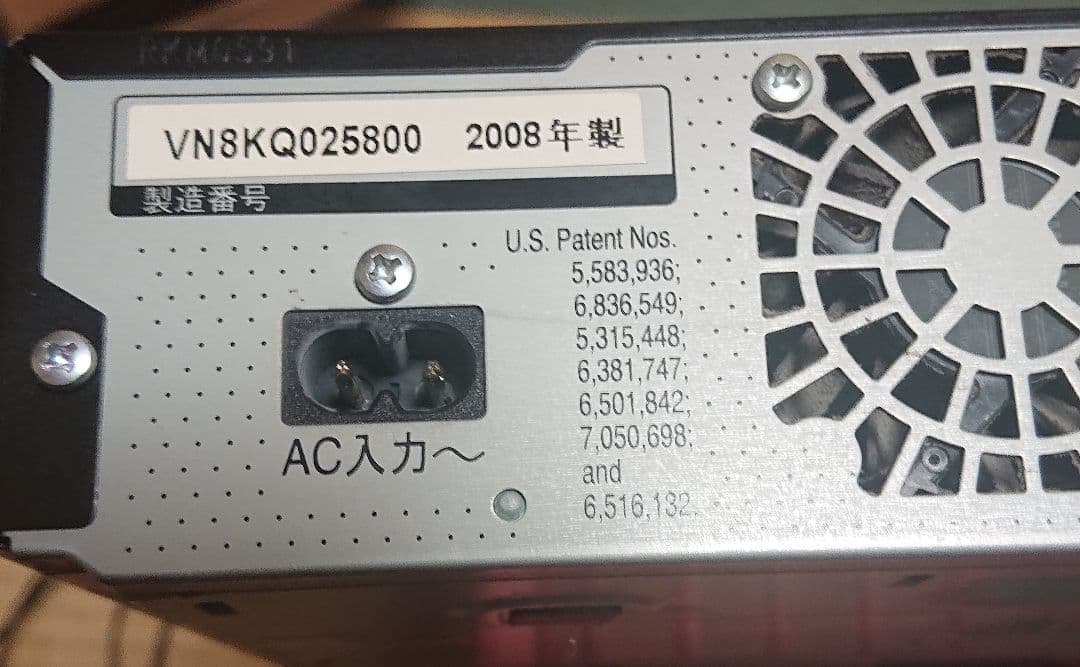 VN8KQ025800 2008年製
製造番号
U.S. Patent Nos.
5,583,936;
6,836,549;
5,315,448;
6,381,747;
6,501,842;
7,050,698;
and
6,516,132.
AC入力～